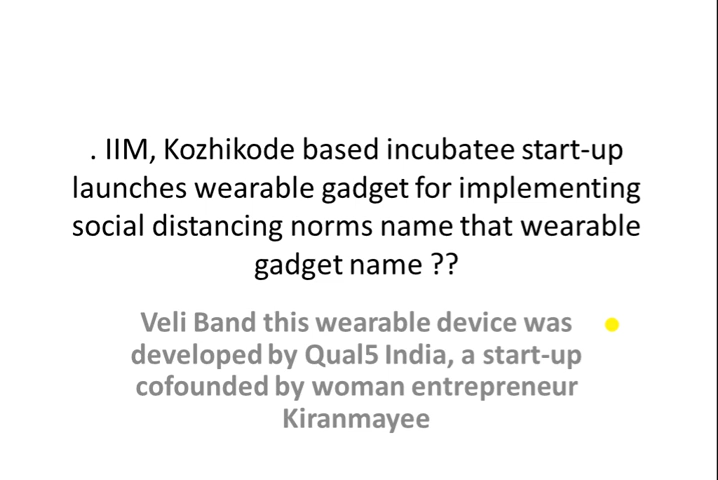 . IIM, Kozhikode based incubatee start-up
launches wearable gadget for implementing
social distancing norms name that wearable
gadget name ??
Veli Band this wearable device was
developed by Qual5 India, a start-up
cofounded by woman entrepreneur
Kiranmayee